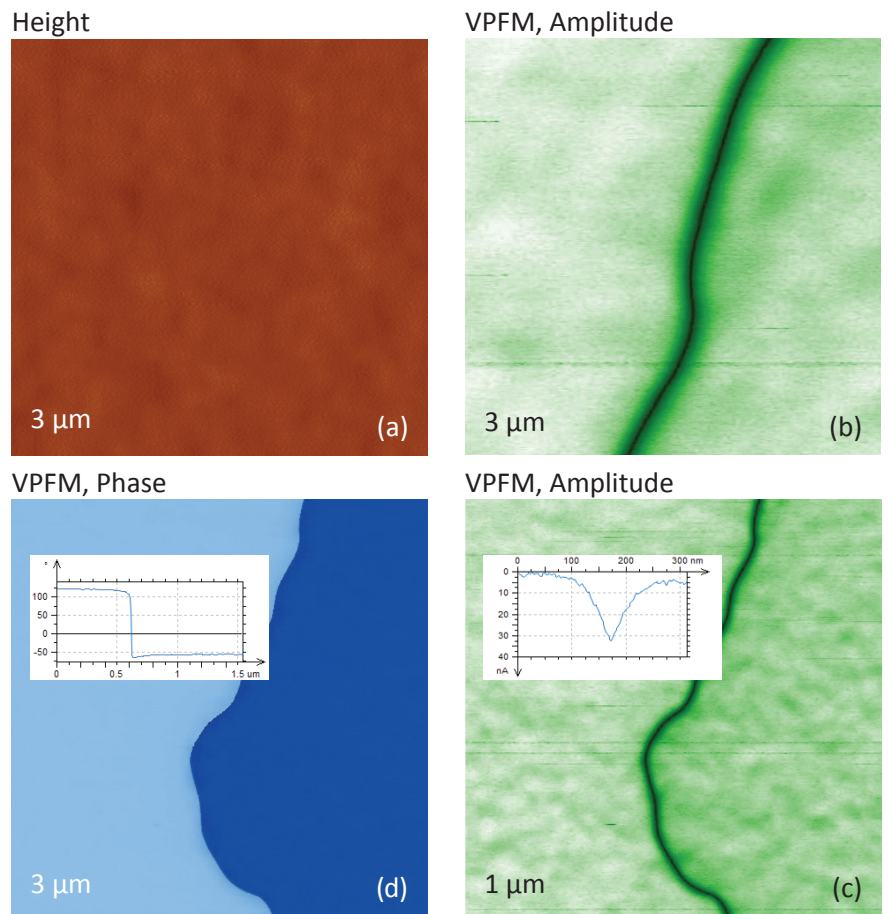 Height
VPFM, Amplitude
3 μm
(a)
3 μm
(b)
VPFM, Phase
VPFM, Amplitude
°
100
50
0
-50
0
0.5
1
1.5 um
3 μm
(d)
0
100
200
300 nm
0
10
20
30
40
nA
1 μm
(c)